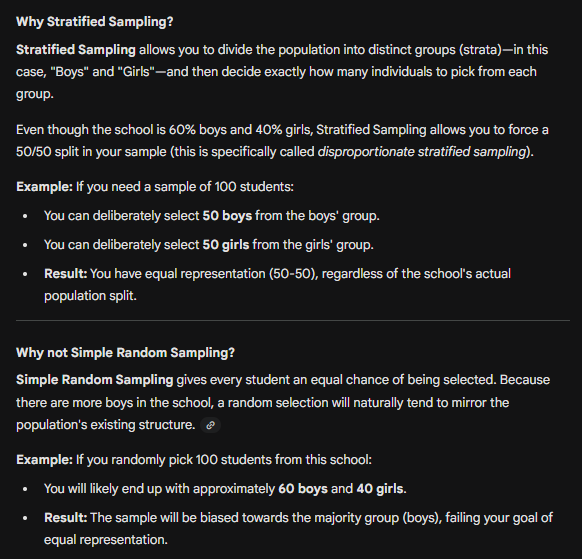 Why Stratified Sampling?
Stratified Sampling allows you to divide the population into distinct groups (strata)—in this
case, "Boys" and "Girls"—and then decide exactly how many individuals to pick from each
group.
Even though the school is 60% boys and 40% girls, Stratified Sampling allows you to force a
50/50 split in your sample (this is specifically called disproportionate stratified sampling).
Example: If you need a sample of 100 students:
• You can deliberately select 50 boys from the boys' group.
• You can deliberately select 50 girls from the girls' group.
• Result: You have equal representation (50-50), regardless of the school's actual
population split.
Why not Simple Random Sampling?
Simple Random Sampling gives every student an equal chance of being selected. Because
there are more boys in the school, a random selection will naturally tend to mirror the
population's existing structure.
Example: If you randomly pick 100 students from this school:
• You will likely end up with approximately 60 boys and 40 girls.
• Result: The sample will be biased towards the majority group (boys), failing your goal of
equal representation.